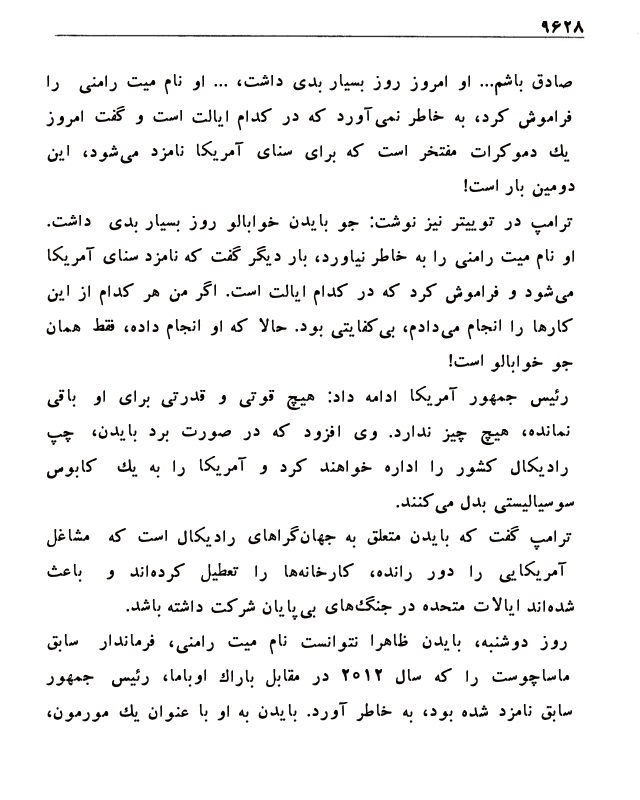 ۹۶۲۸
صادق باشم... او امروز روز بسیار بدی داشت، ... او نام میت رامنی را
فراموش کرد، به خاطر نمی‌آورد که در کدام ایالت است و گفت امروز
یك دموکرات مفتخر است که برای سنای آمریکا نامزد می‌شود، این
دومین بار است!
ترامپ در توییتر نیز نوشت: جو بایدن خوابالو روز بسیار بدی داشت.
او نام میت رامنی را به خاطر نیاورد، بار دیگر گفت که نامزد سنای آمریکا
می‌شود و فراموش کرد که در کدام ایالت است. اگر من هر کدام از این
کارها را انجام می‌دادم، بی‌کفایتی بود. حالا که او انجام داده، فقط همان
جو خوابالو است!
رئیس جمهور آمریکا ادامه داد: هیچ قوتی و قدرتی برای او باقی
نمانده، هیچ چیز ندارد. وی افزود که در صورت برد بایدن، چپ
رادیکال کشور را اداره خواهند کرد و آمریکا را به یك کابوس
سوسیالیستی بدل می‌کنند.
ترامپ گفت که بایدن متعلق به جهان‌گراهای رادیکال است که مشاغل
آمریکایی را دور رانده، کارخانه‌ها را تعطیل کرده‌اند و باعث
شده‌اند ایالات متحده در جنگ‌های بی‌پایان شرکت داشته باشد.
روز دوشنبه، بایدن ظاهرا نتوانست نام میت رامنی، فرماندار سابق
ماساچوست را که سال ۲۰۱۲ در مقابل باراك اوباما، رئیس جمهور
سابق نامزد شده بود، به خاطر آورد. بایدن به او با عنوان یك مورمون،